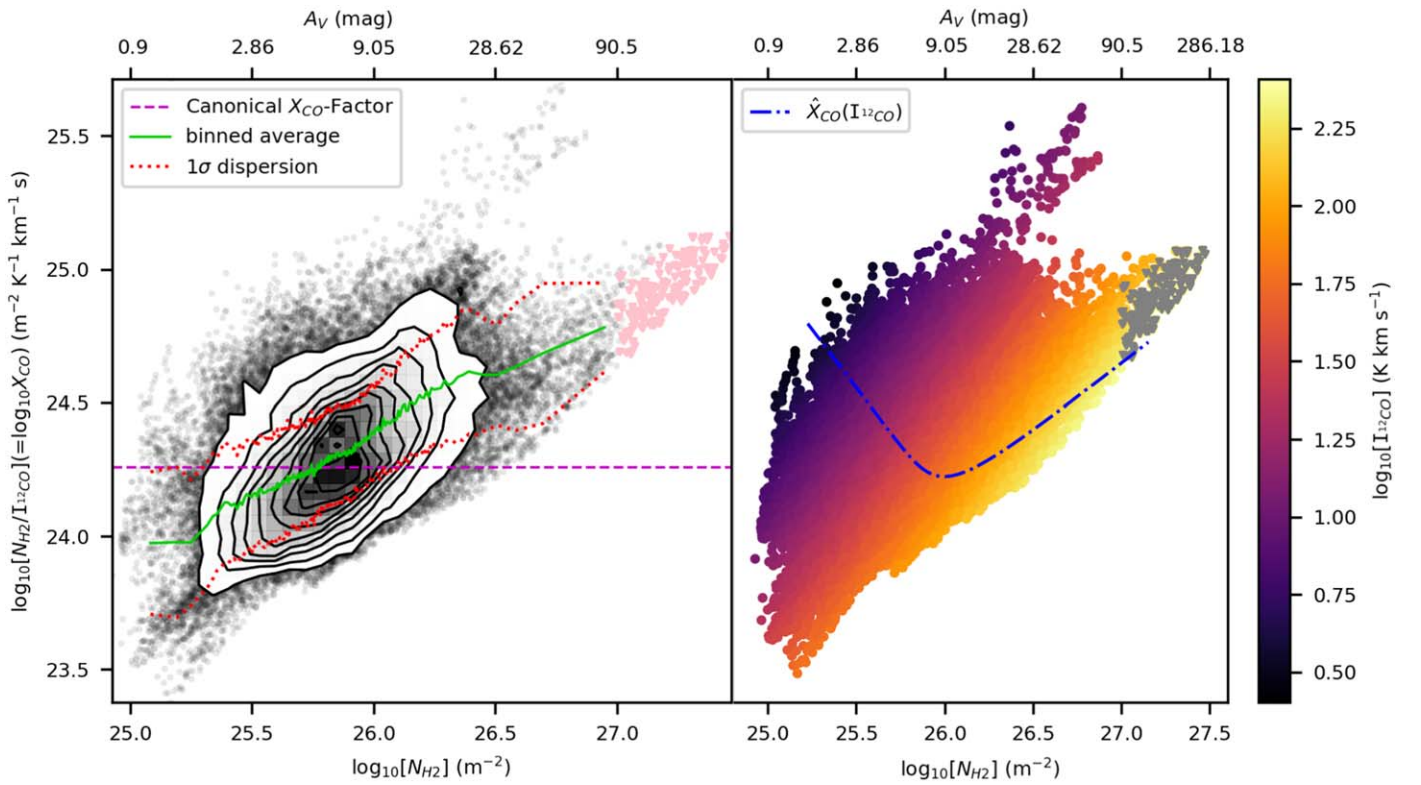 A_V (mag)
0.9 2.86 9.05 28.62 90.5
Canonical X_CO-Factor
binned average
1σ dispersion
25.5
25.0
24.5
24.0
23.5
log₁₀[N_H2/I_¹²CO](=log₁₀X_CO) (m⁻² K⁻¹ km⁻¹ s)
25.0 25.5 26.0 26.5 27.0
log₁₀[N_H2] (m⁻²)
A_V (mag)
0.9 2.86 9.05 28.62 90.5 286.18
X̂_CO(I_¹²CO)
25.0 25.5 26.0 26.5 27.0 27.5
log₁₀[N_H2] (m⁻²)
2.25
2.00
1.75
1.50
1.25
1.00
0.75
0.50
log₁₀[I_¹²CO] (K km s⁻¹)